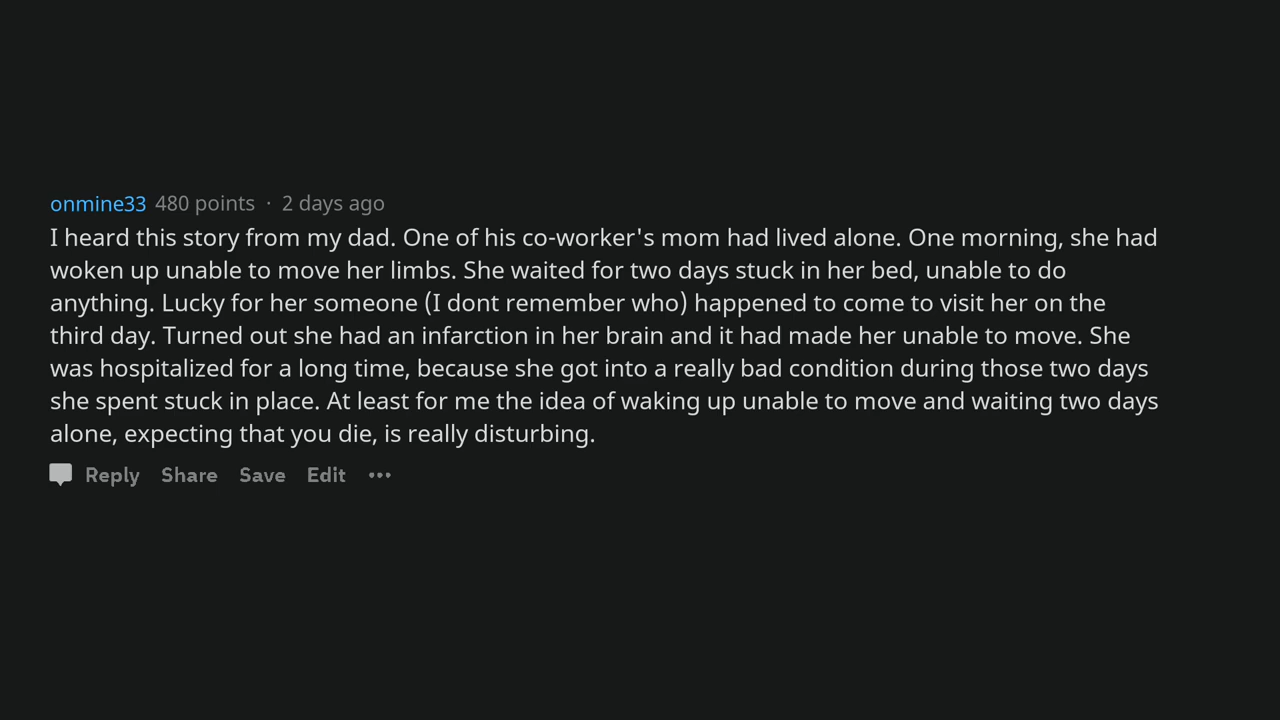 onmine33 480 points · 2 days ago
I heard this story from my dad. One of his co-worker's mom had lived alone. One morning, she had
woken up unable to move her limbs. She waited for two days stuck in her bed, unable to do
anything. Lucky for her someone (I dont remember who) happened to come to visit her on the
third day. Turned out she had an infarction in her brain and it had made her unable to move. She
was hospitalized for a long time, because she got into a really bad condition during those two days
she spent stuck in place. At least for me the idea of waking up unable to move and waiting two days
alone, expecting that you die, is really disturbing.
Reply Share Save Edit •••